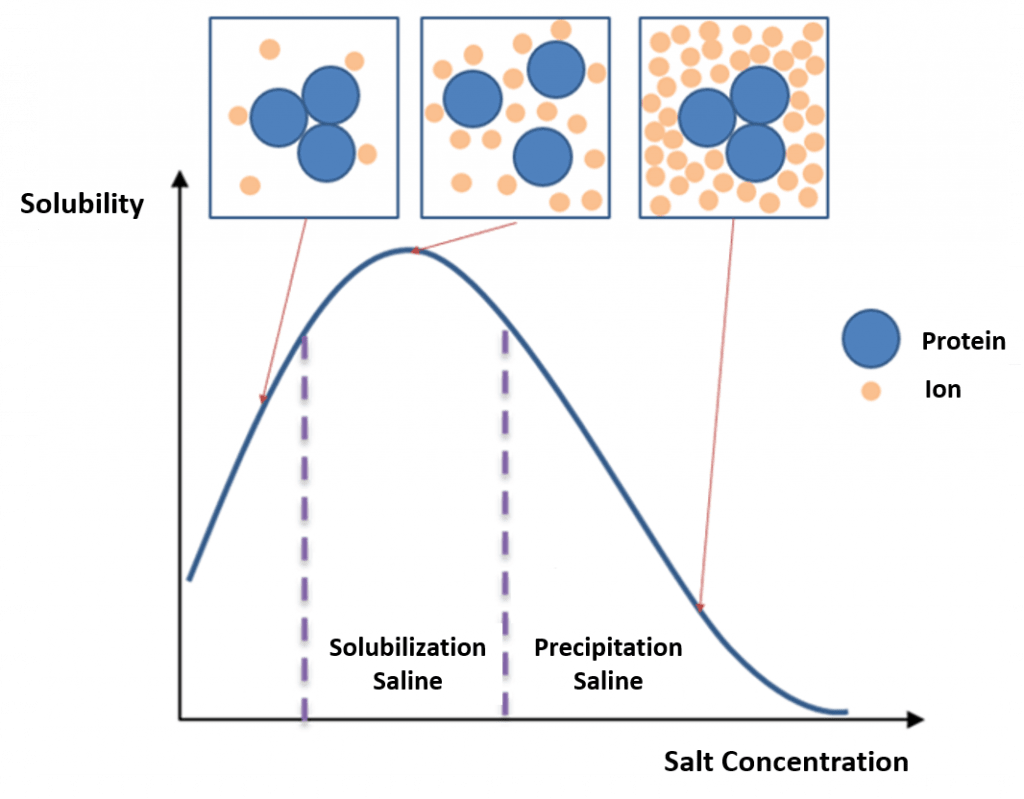 Solubility
Protein
Ion
Solubilization
Saline
Precipitation
Saline
Salt Concentration